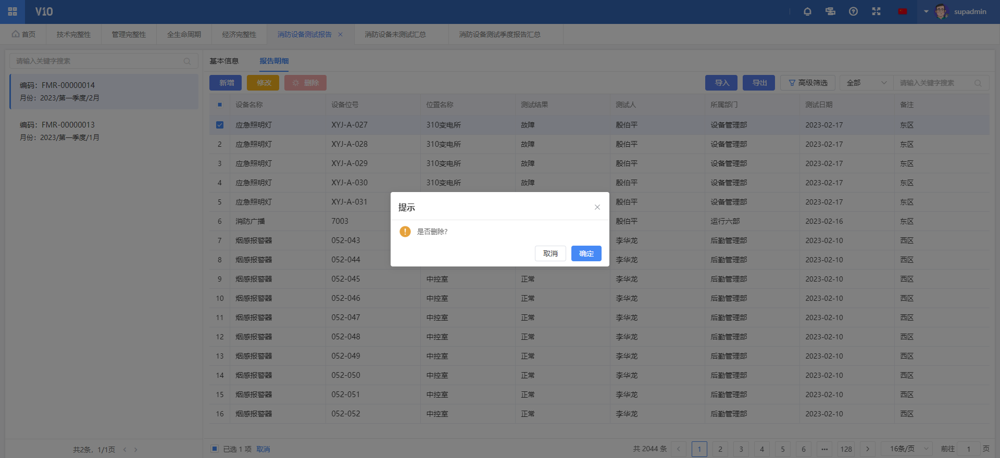 V10
supadmin
首页
技术完整性
管理完整性
全生命周期
经济完整性
消防设备测试报告
消防设备未测试汇总
消防设备测试季度报告汇总
请输入关键字搜索
编码：FMR-00000014
月份：2023/第一季度/2月
编码：FMR-00000013
月份：2023/第一季度/1月
共2条，1/1页
基本信息 报告明细
新增 修改 删除 导入 导出 高级筛选 全部 请输入关键字搜索
设备名称 设备位号 位置名称 测试结果 测试人 所属部门 测试日期 备注
应急照明灯 XYJ-A-027 310变电所 故障 殷伯平 设备管理部 2023-02-17 东区
2 应急照明灯 XYJ-A-028 310变电所 故障 殷伯平 设备管理部 2023-02-17 东区
3 应急照明灯 XYJ-A-029 310变电所 故障 殷伯平 设备管理部 2023-02-17 东区
4 应急照明灯 XYJ-A-030 310变电所 故障 殷伯平 设备管理部 2023-02-17 东区
5 应急照明灯 XYJ-A-031 殷伯平 设备管理部 2023-02-17 东区
6 消防广播 7003 殷伯平 运行六部 2023-02-16 东区
7 烟感报警器 052-043 李华龙 后勤管理部 2023-02-10 西区
8 烟感报警器 052-044 李华龙 后勤管理部 2023-02-10 西区
9 烟感报警器 052-045 中控室 正常 李华龙 后勤管理部 2023-02-10 西区
10 烟感报警器 052-046 中控室 正常 李华龙 后勤管理部 2023-02-10 西区
11 烟感报警器 052-047 中控室 正常 李华龙 后勤管理部 2023-02-10 西区
12 烟感报警器 052-048 中控室 正常 李华龙 后勤管理部 2023-02-10 西区
13 烟感报警器 052-049 中控室 正常 李华龙 后勤管理部 2023-02-10 西区
14 烟感报警器 052-050 中控室 正常 李华龙 后勤管理部 2023-02-10 西区
15 烟感报警器 052-051 中控室 正常 李华龙 后勤管理部 2023-02-10 西区
16 烟感报警器 052-052 中控室 正常 李华龙 后勤管理部 2023-02-10 西区
提示
是否删除?
取消 确定
已选 1 项 取消
共 2044 条 1 2 3 4 5 6 ••• 128 16条/页 前往 1 页